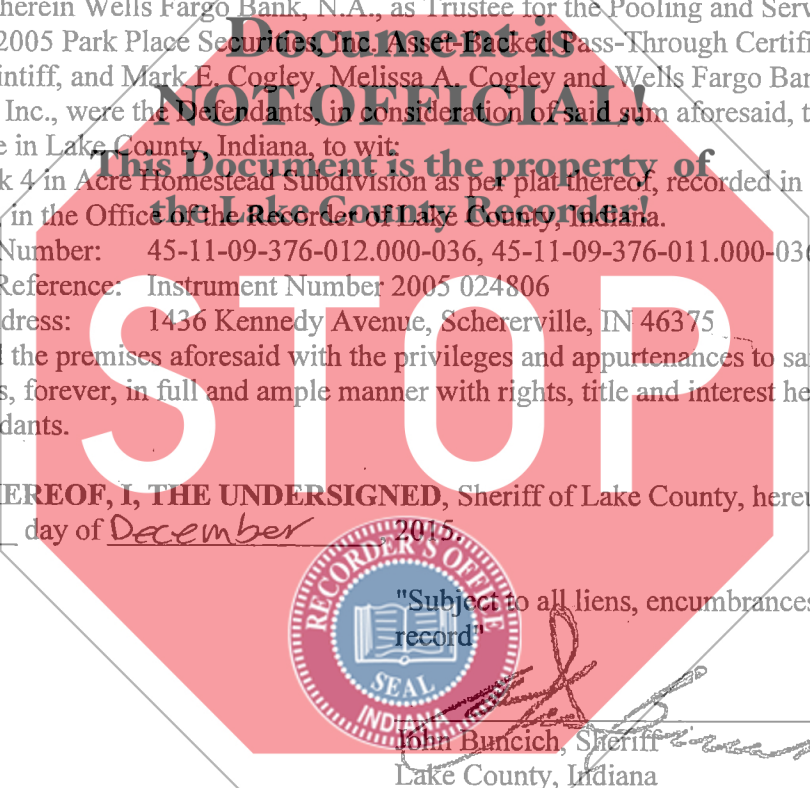 herein Wells Fargo Bank, N.A., as Trustee for the Pooling and Serv
2005 Park Place Securities, Inc. Asset-Backed Pass-Through Certifi
Document is
intiff, and Mark E. Cogley, Melissa A. Cogley and Wells Fargo Ban
Inc., were the Defendants, in consideration of said sum aforesaid, t
NOT OFFICIAL!
e in Lake County, Indiana, to wit:
This Document is the property of
k 4 in Acre Homestead Subdivision as per plat thereof, recorded in
in the Office of the Recorder of Lake County, Indiana.
the Lake County Recorder!
Number: 45-11-09-376-012.000-036, 45-11-09-376-011.000-036
Reference: Instrument Number 2005 024806
dress: 1436 Kennedy Avenue, Schererville, IN 46375
the premises aforesaid with the privileges and appurtenances to sa
s, forever, in full and ample manner with rights, title and interest he
dants.
STOP
EREOF, I, THE UNDERSIGNED, Sheriff of Lake County, hereu
day of December, 2015.
RECORDER'S OFFICE
SEAL
INDIANA
"Subject to all liens, encumbrances
record"
John Buncich, Sheriff
Lake County, Indiana